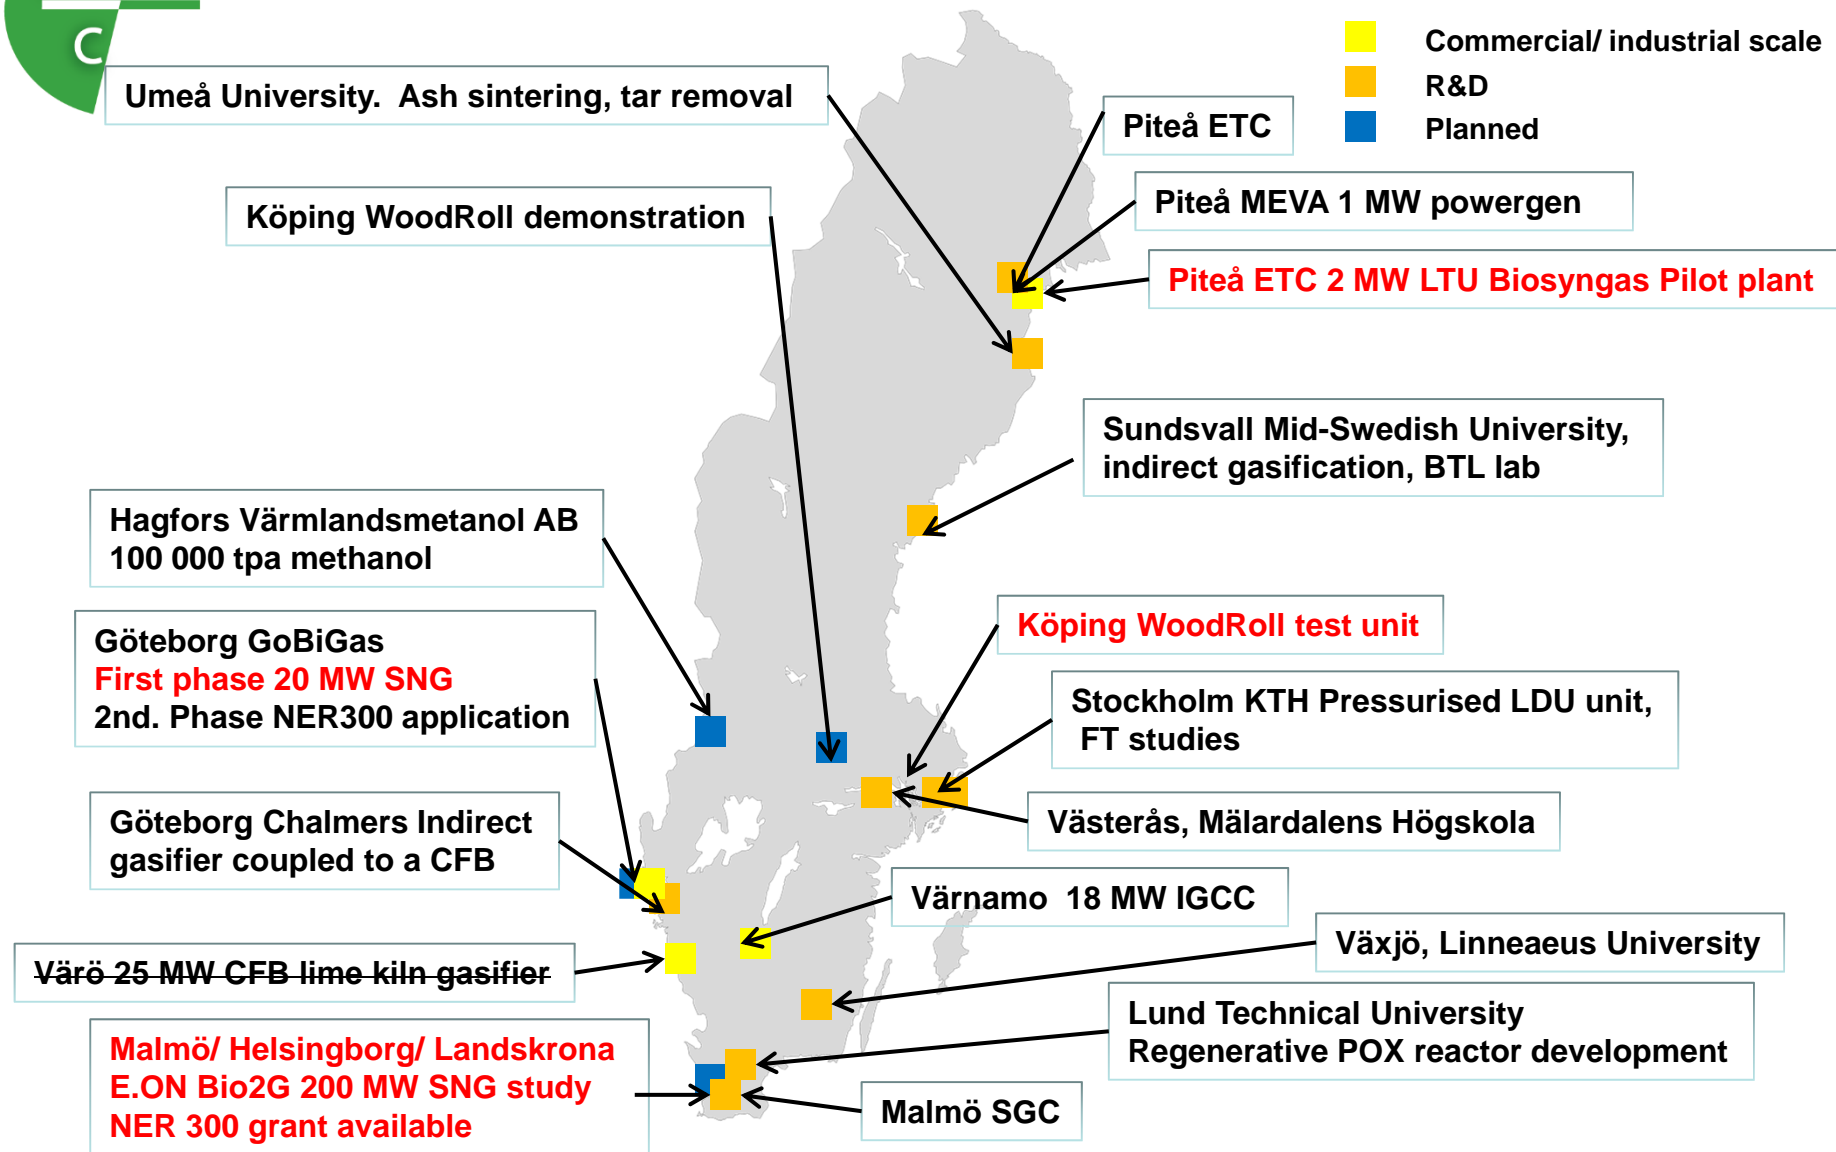 C
Commercial/ industrial scale
R&D
Planned
Umeå University.  Ash sintering, tar removal
Piteå ETC
Köping WoodRoll demonstration
Piteå MEVA 1 MW powergen
Piteå ETC 2 MW LTU Biosyngas Pilot plant
Sundsvall Mid-Swedish University,
indirect gasification, BTL lab
Hagfors Värmlandsmetanol AB
100 000 tpa methanol
Göteborg GoBiGas
First phase 20 MW SNG
2nd. Phase NER300 application
Köping WoodRoll test unit
Stockholm KTH Pressurised LDU unit,
FT studies
Göteborg Chalmers Indirect
gasifier coupled to a CFB
Västerås, Mälardalens Högskola
Värnamo  18 MW IGCC
Växjö, Linneaeus University
Värö 25 MW CFB lime kiln gasifier
Lund Technical University
Regenerative POX reactor development
Malmö/ Helsingborg/ Landskrona
E.ON Bio2G 200 MW SNG study
NER 300 grant available
Malmö SGC